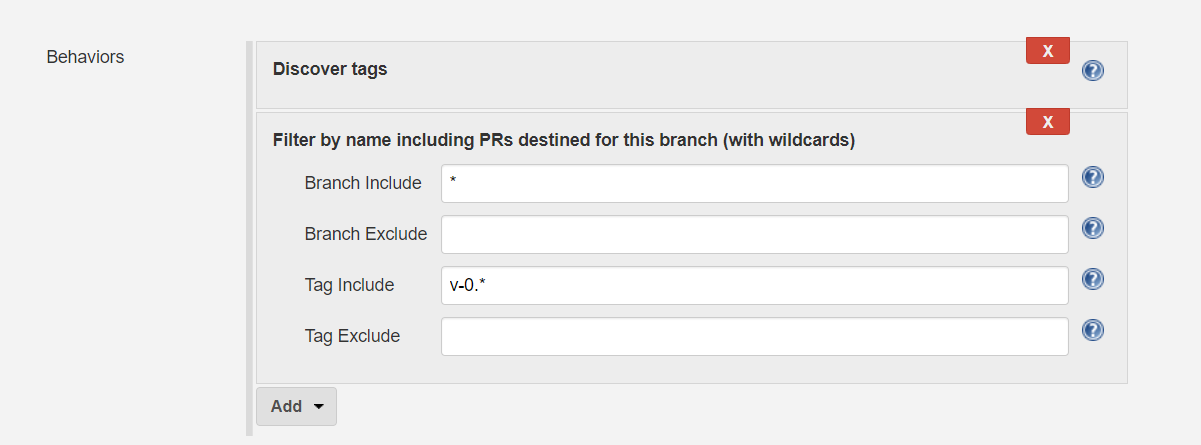 Behaviors
Discover tags
X
?
Filter by name including PRs destined for this branch (with wildcards)
X
Branch Include
*
?
Branch Exclude
?
Tag Include
v-0.*
?
Tag Exclude
?
Add